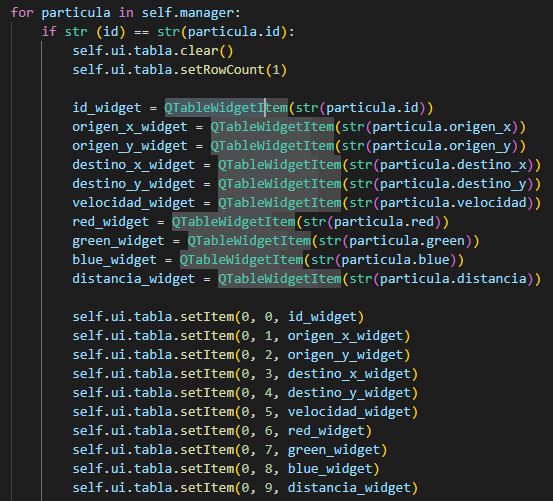 for particula in self.manager:
if str (id) == str(particula.id):
self.ui.tabla.clear()
self.ui.tabla.setRowCount(1)
id_widget = QTableWidgetItem(str(particula.id))
origen_x_widget = QTableWidgetItem(str(particula.origen_x))
origen_y_widget = QTableWidgetItem(str(particula.origen_y))
destino_x_widget = QTableWidgetItem(str(particula.destino_x))
destino_y_widget = QTableWidgetItem(str(particula.destino_y))
velocidad_widget = QTableWidgetItem(str(particula.velocidad))
red_widget = QTableWidgetItem(str(particula.red))
green_widget = QTableWidgetItem(str(particula.green))
blue_widget = QTableWidgetItem(str(particula.blue))
distancia_widget = QTableWidgetItem(str(particula.distancia))
self.ui.tabla.setItem(0, 0, id_widget)
self.ui.tabla.setItem(0, 1, origen_x_widget)
self.ui.tabla.setItem(0, 2, origen_y_widget)
self.ui.tabla.setItem(0, 3, destino_x_widget)
self.ui.tabla.setItem(0, 4, destino_y_widget)
self.ui.tabla.setItem(0, 5, velocidad_widget)
self.ui.tabla.setItem(0, 6, red_widget)
self.ui.tabla.setItem(0, 7, green_widget)
self.ui.tabla.setItem(0, 8, blue_widget)
self.ui.tabla.setItem(0, 9, distancia_widget)